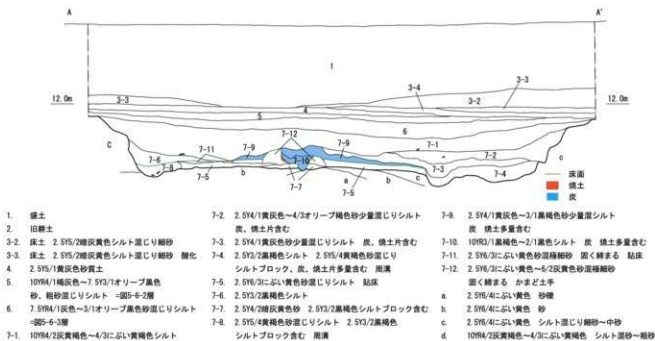 A
A'
1
3-4
3-3
3-3
3-2
12.0m
12.0m
4
5
6
7-12
7-1
C
7-11
7-9
7-9
7-2
c
7-6
7-10
7-8
7-3
7-5
b
7-7
a
b
c
7-4
7-5
床面
焼土
炭
1. 盛土
2. 旧耕土
3-2. 床土 2.5Y5/2暗灰黄色シルト混じり細砂
3-3. 床土 2.5Y5/2暗灰黄色シルト混じり細砂 酸化
4 2.5Y5/1黄灰色砂質土
5 10YR4/1褐灰色~7.5Y3/1オリーブ黒色
砂、粗砂混じりシルト =図5-6-2層
6. 7.5Y4/1灰色~3/1オリーブ黒色砂混じりシルト
=図5-6-3層
7-1. 10YR4/2灰黄褐色~4/3にぶい黄褐色シルト
7-2. 2.5Y4/1黄灰色~4/3オリーブ褐色砂少量混じりシルト
炭、焼土片含む
7-3. 2.5Y4/1黄灰色砂少量混じりシルト 炭、焼土片含む
7-4. 2.5Y3/2黒褐色シルト 2.5Y5/4黄褐色砂混じり
シルトブロック、炭、焼土片多量含む 周溝
7-5. 2.5Y6/3にぶい黄色砂混じりシルト 貼床
7-6. 2.5Y3/2黒褐色シルト
7-7. 2.5Y4/2暗灰黄色砂 2.5Y3/2黒褐色シルトブロック含む
7-8. 2.5Y5/4黄褐色砂混じりシルト 2.5Y3/2黒褐色
シルトブロック含む 周溝
7-9. 2.5Y4/1黄灰色~3/1黒褐色砂少量混シルト
炭 焼土多量含む
7-10. 10YR3/1黒褐色~2/1黒色シルト 炭 焼土多量含む
7-11. 2.5Y6/3にぶい黄色砂混極細砂 固く締まる 貼床
7-12. 2.5Y6/3にぶい黄色~6/2灰黄色砂混極細砂
固く締まる かまど土手
a 2.5Y6/4にぶい黄色 砂礫
b. 2.5Y6/4にぶい黄色 砂
c. 2.5Y6/4にぶい黄色 シルト混じり細砂~中砂
d 10YR4/2灰黄褐色~4/3にぶい黄褐色 シルト混砂~粗砂